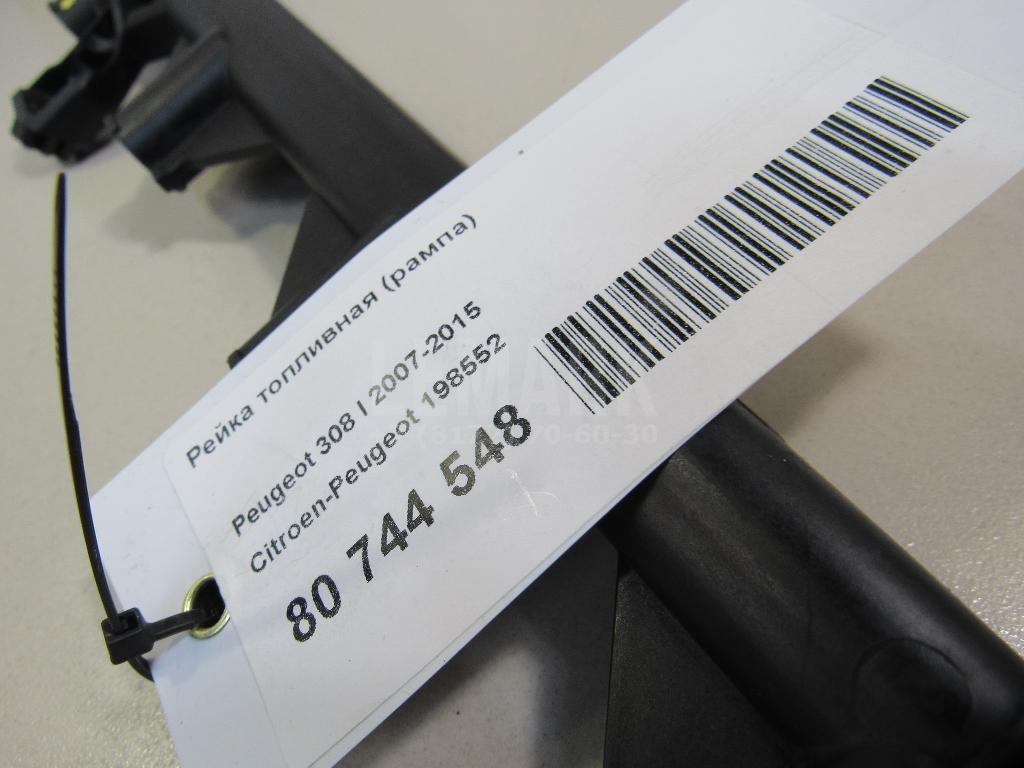 Рейка топливная (рампа)
Peugeot 308 I 2007-2015
Citroen-Peugeot 198552
80 744 548